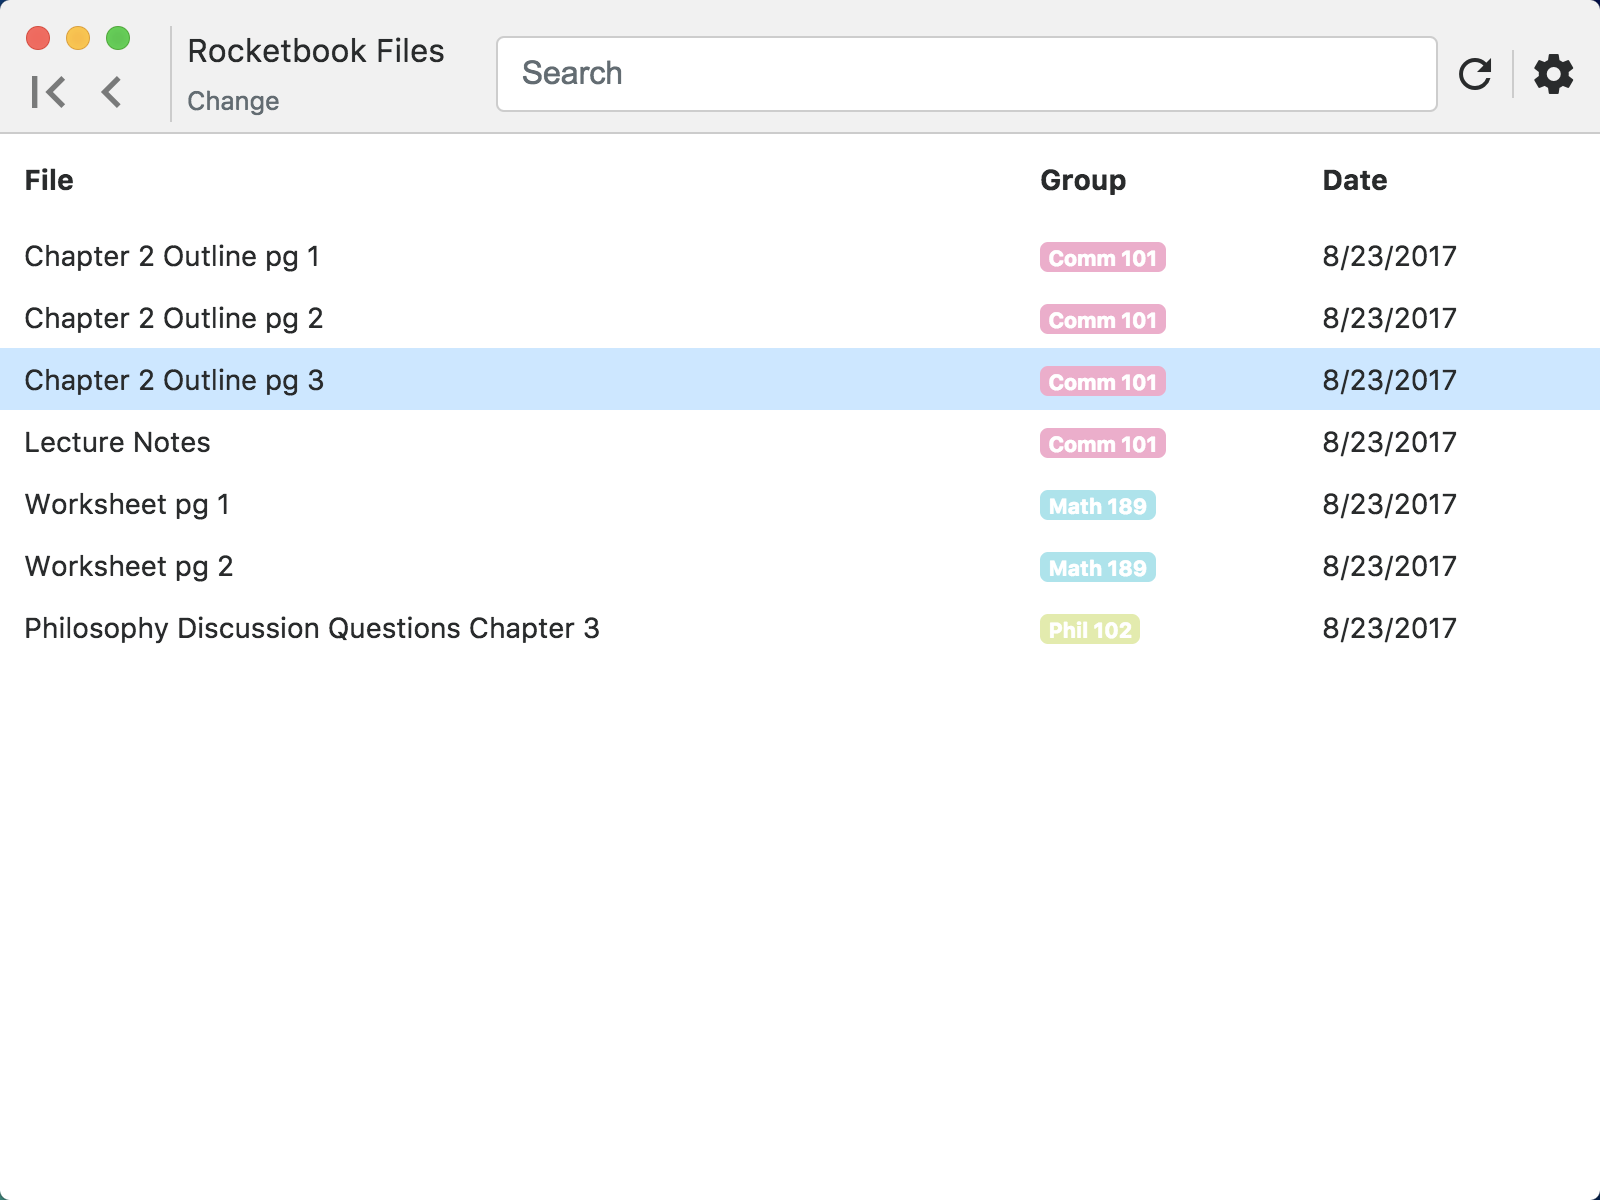 Rocketbook Files
Change
Search
File Group Date
Chapter 2 Outline pg 1 Comm 101 8/23/2017
Chapter 2 Outline pg 2 Comm 101 8/23/2017
Chapter 2 Outline pg 3 Comm 101 8/23/2017
Lecture Notes Comm 101 8/23/2017
Worksheet pg 1 Math 189 8/23/2017
Worksheet pg 2 Math 189 8/23/2017
Philosophy Discussion Questions Chapter 3 Phil 102 8/23/2017